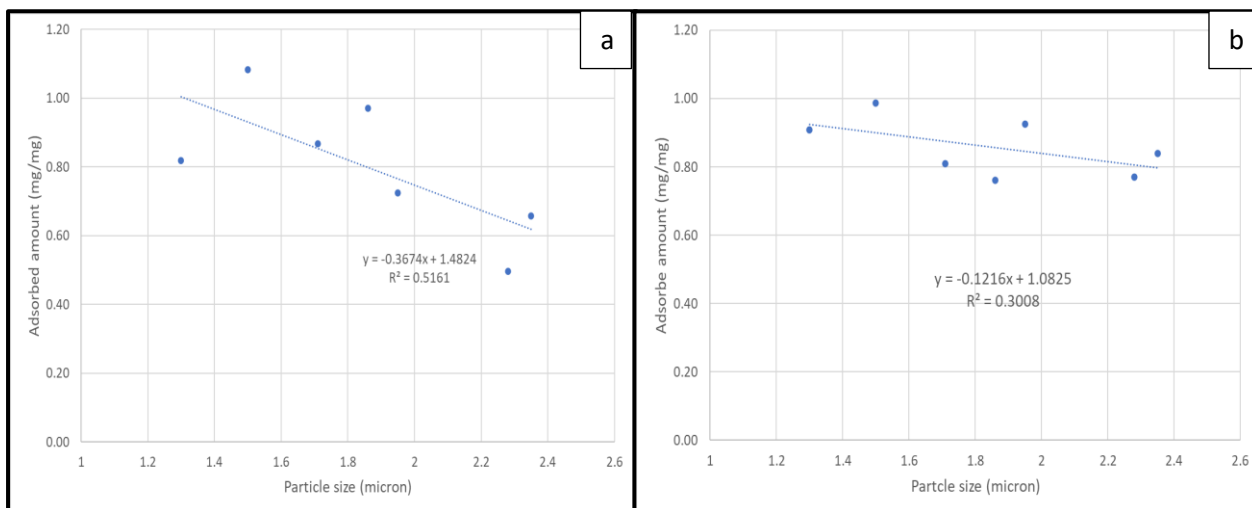 a
1.20
1.00
0.80
0.60
0.40
0.20
0.00
Adsorbed amount (mg/mg)
y = -0.3674x + 1.4824
R² = 0.5161
1 1.2 1.4 1.6 1.8 2 2.2 2.4 2.6
Partcle size (micron)
b
1.20
1.00
0.80
0.60
0.40
0.20
0.00
Adsorbe amount (mg/mg)
y = -0.1216x + 1.0825
R² = 0.3008
1 1.2 1.4 1.6 1.8 2 2.2 2.4 2.6
Partcle size (micron)